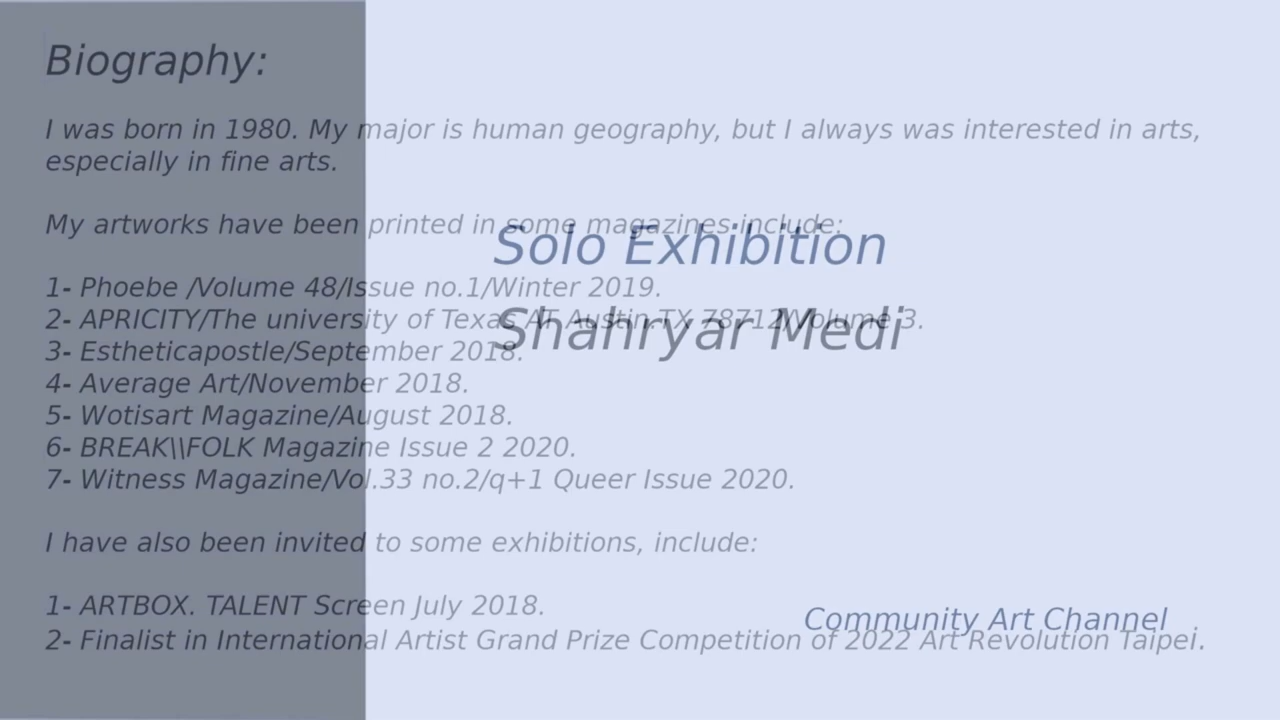 Biography:
I was born in 1980. My major is human geography, but I always was interested in arts,
especially in fine arts.
My artworks have been printed in some magazines include:
Solo Exhibition
1- Phoebe /Volume 48/Issue no.1/Winter 2019.
2- APRICITY/The university of Texas AT Austin TX 78712/Volume 3.
Shahryar Medi
3- Estheticapostle/September 2018.
4- Average Art/November 2018.
5- Wotisart Magazine/August 2018.
6- BREAK\\FOLK Magazine Issue 2 2020.
7- Witness Magazine/Vol.33 no.2/q+1 Queer Issue 2020.
I have also been invited to some exhibitions, include:
1- ARTBOX. TALENT Screen July 2018.
Community Art Channel
2- Finalist in International Artist Grand Prize Competition of 2022 Art Revolution Taipei.